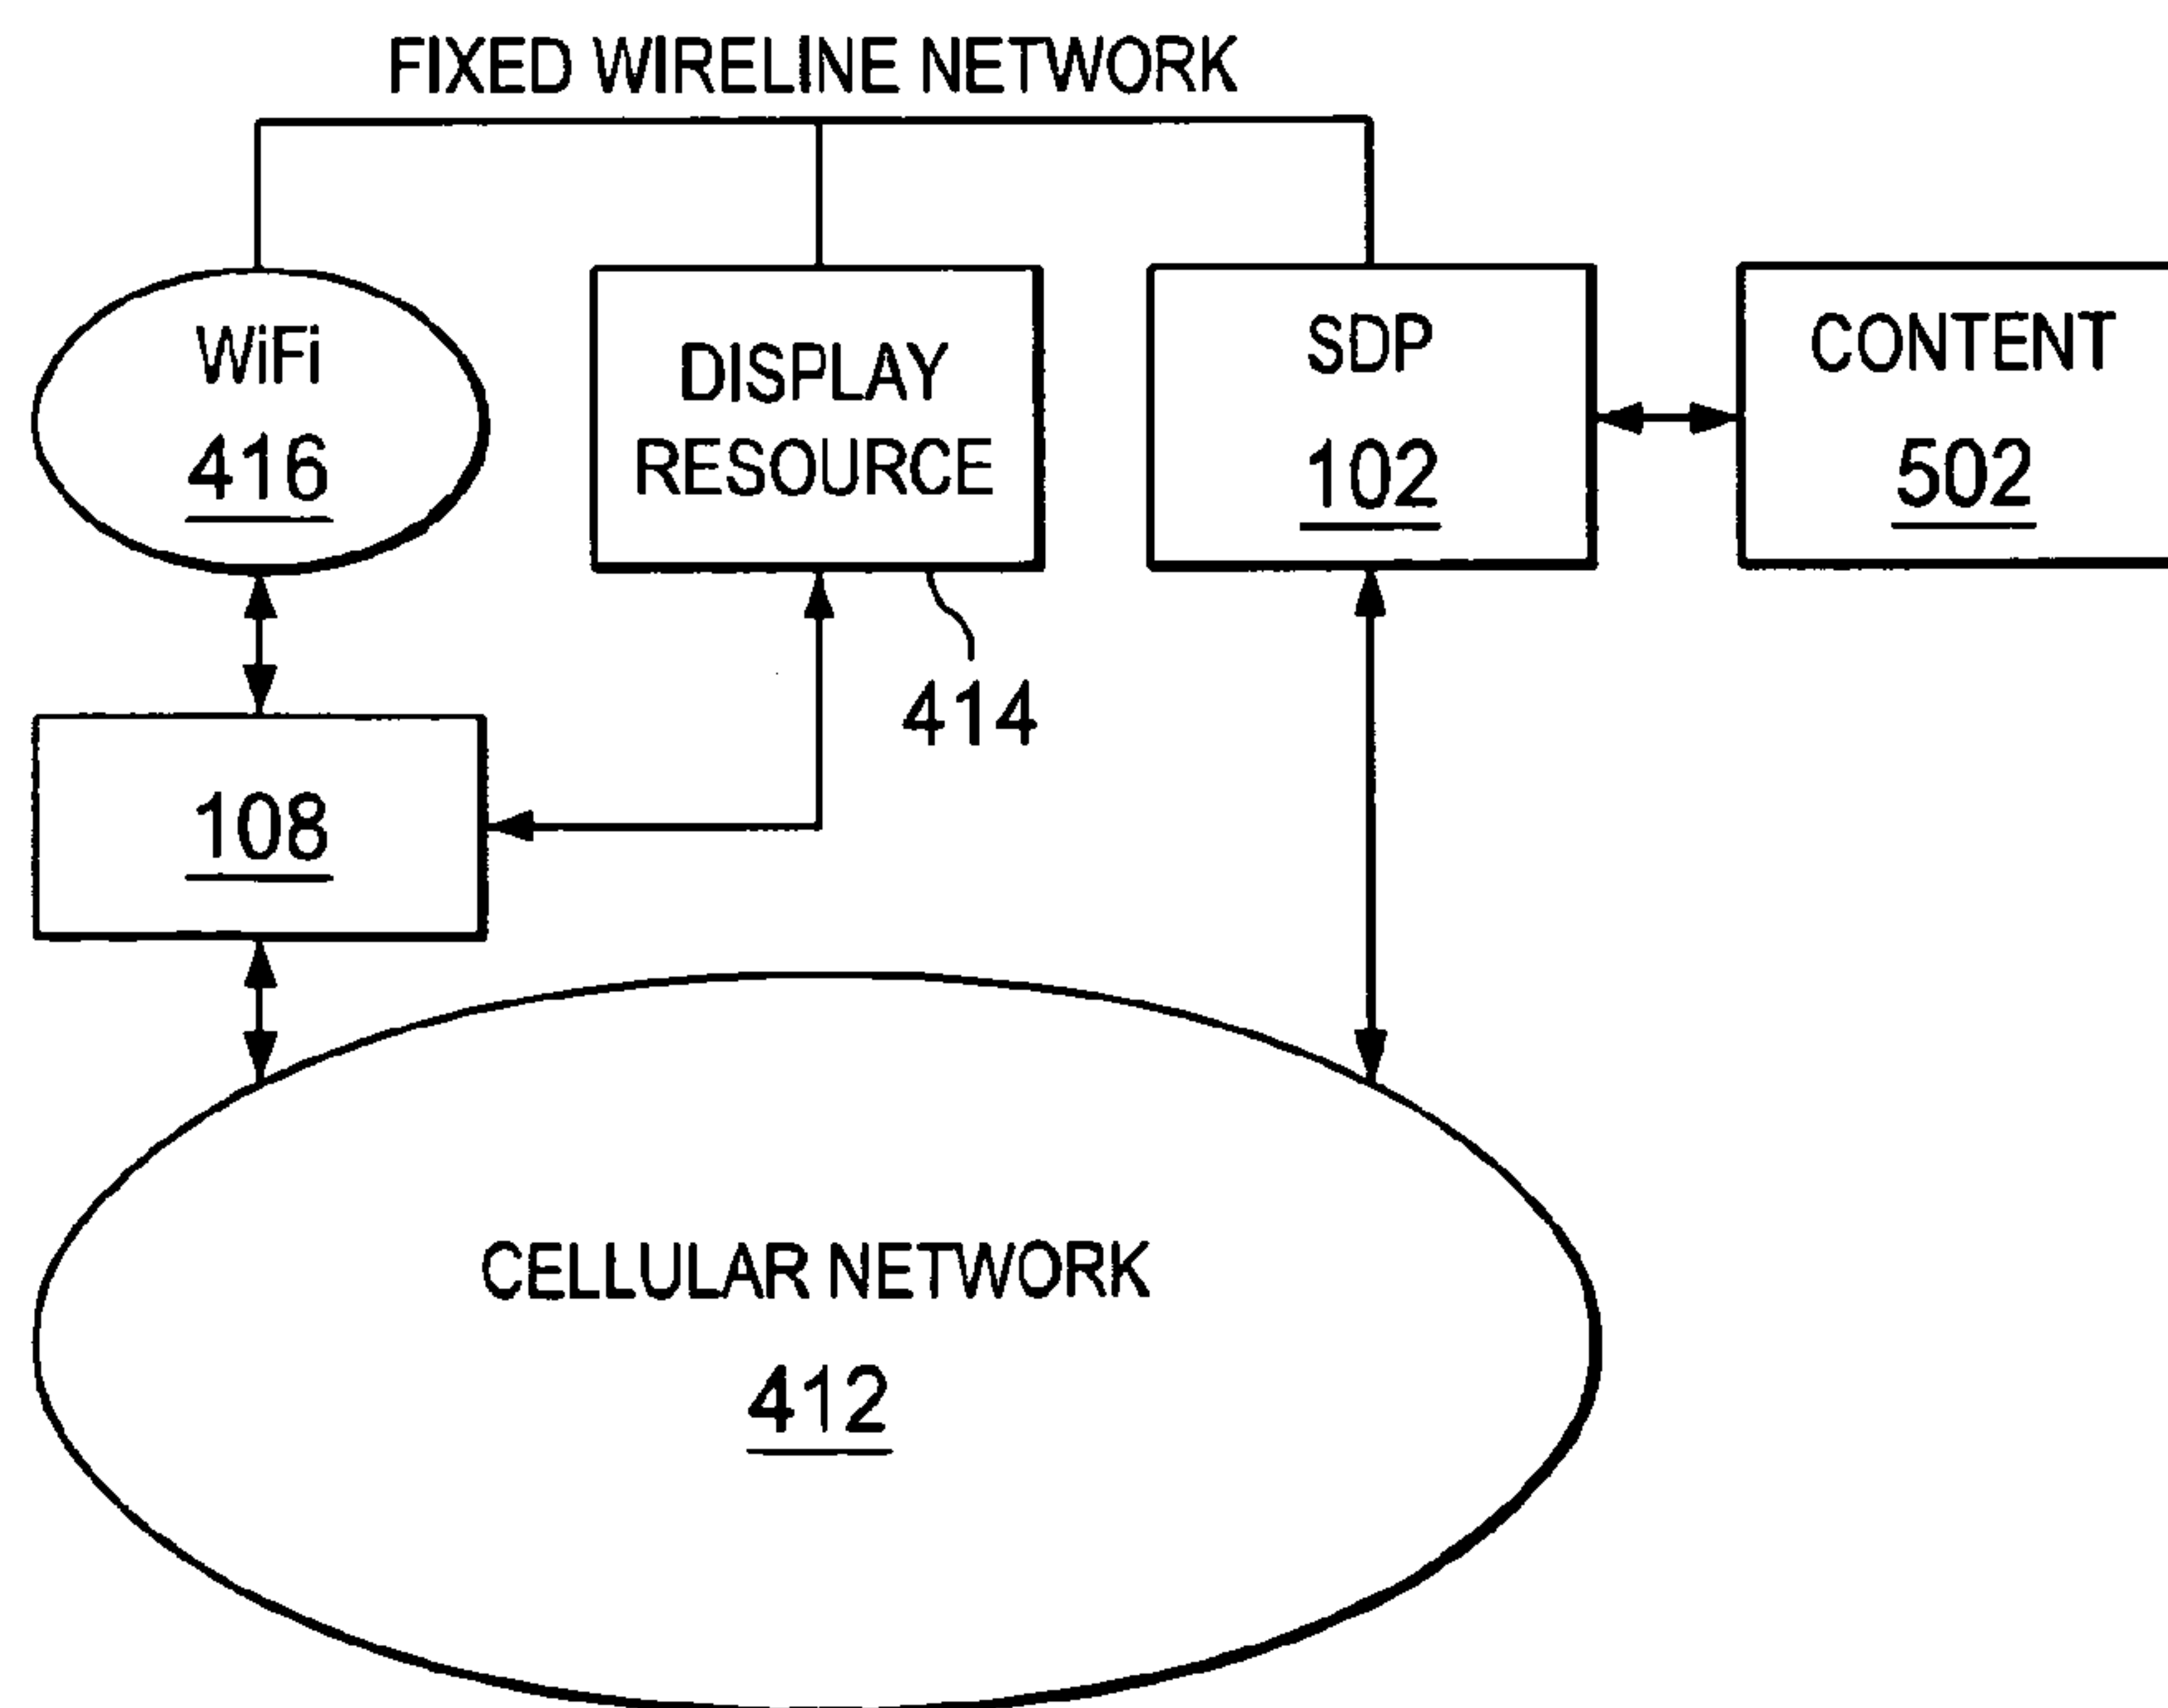 FIXED WIRELINE NETWORK
WiFi
416
DISPLAY
RESOURCE
414
SDP
102
CONTENT
502
108
CELLULAR NETWORK
412